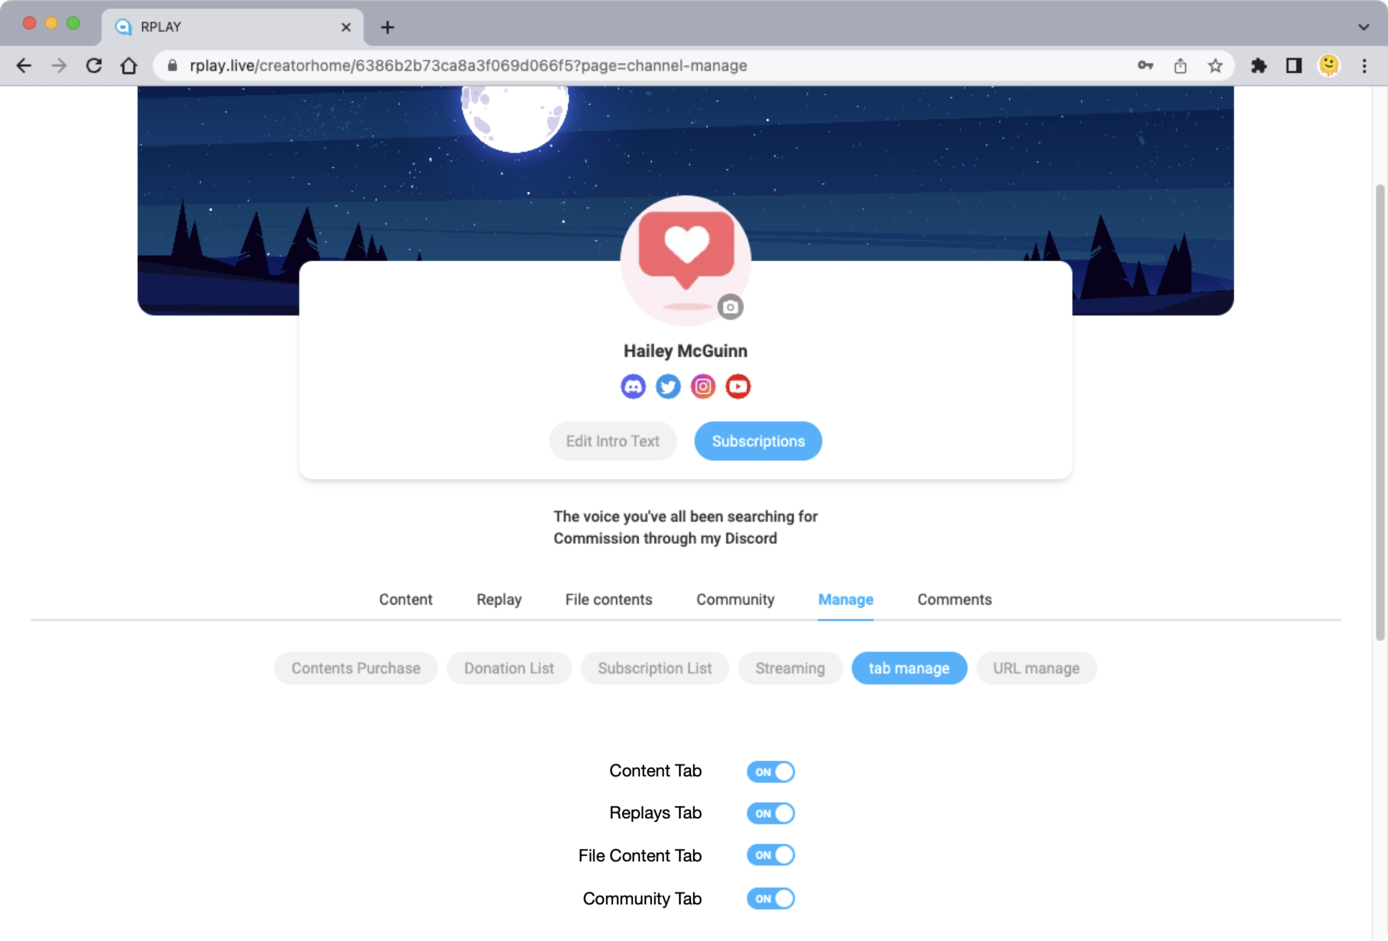 RPLAY
rplay.live/creatorhome/6386b2b73ca8a3f069d066f5?page=channel-manage
Hailey McGuinn
Edit Intro Text Subscriptions
The voice you've all been searching for
Commission through my Discord
Content Replay File contents Community Manage Comments
Contents Purchase Donation List Subscription List Streaming tab manage URL manage
Content Tab ON
Replays Tab ON
File Content Tab ON
Community Tab ON